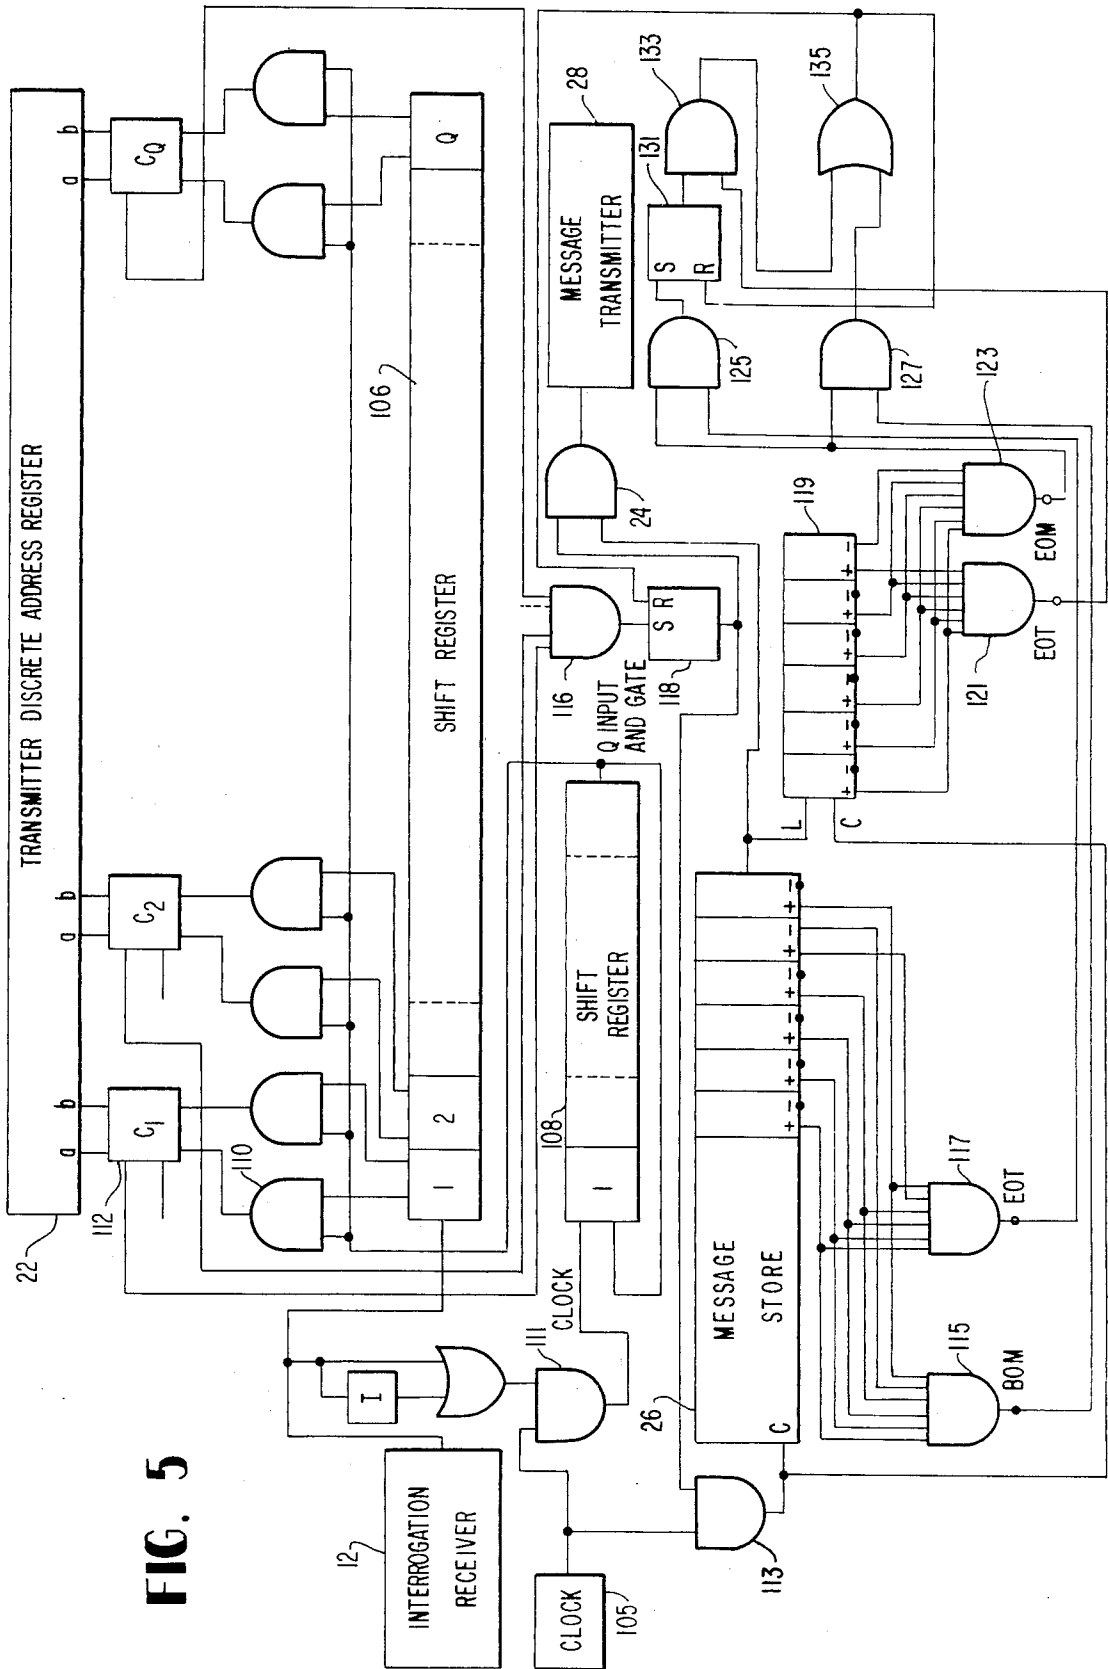 FIG. 5
TRANSMITTER DISCRETE ADDRESS REGISTER
22
a b
a b
a b
C1
C2
CQ
112
110
1
2
SHIFT REGISTER
106
Q
INTERROGATION
RECEIVER
12
I
111
CLOCK
108
1
SHIFT
REGISTER
Q INPUT
AND GATE
116
S R
118
24
MESSAGE
TRANSMITTER
28
CLOCK
105
113
26
C
MESSAGE
STORE
+ - + - + - + - + - + -
L
C
119
+ - + - + - + - + - + -
125
S
R
131
133
127
135
115
BOM
117
EOT
121
EOT
123
EOM